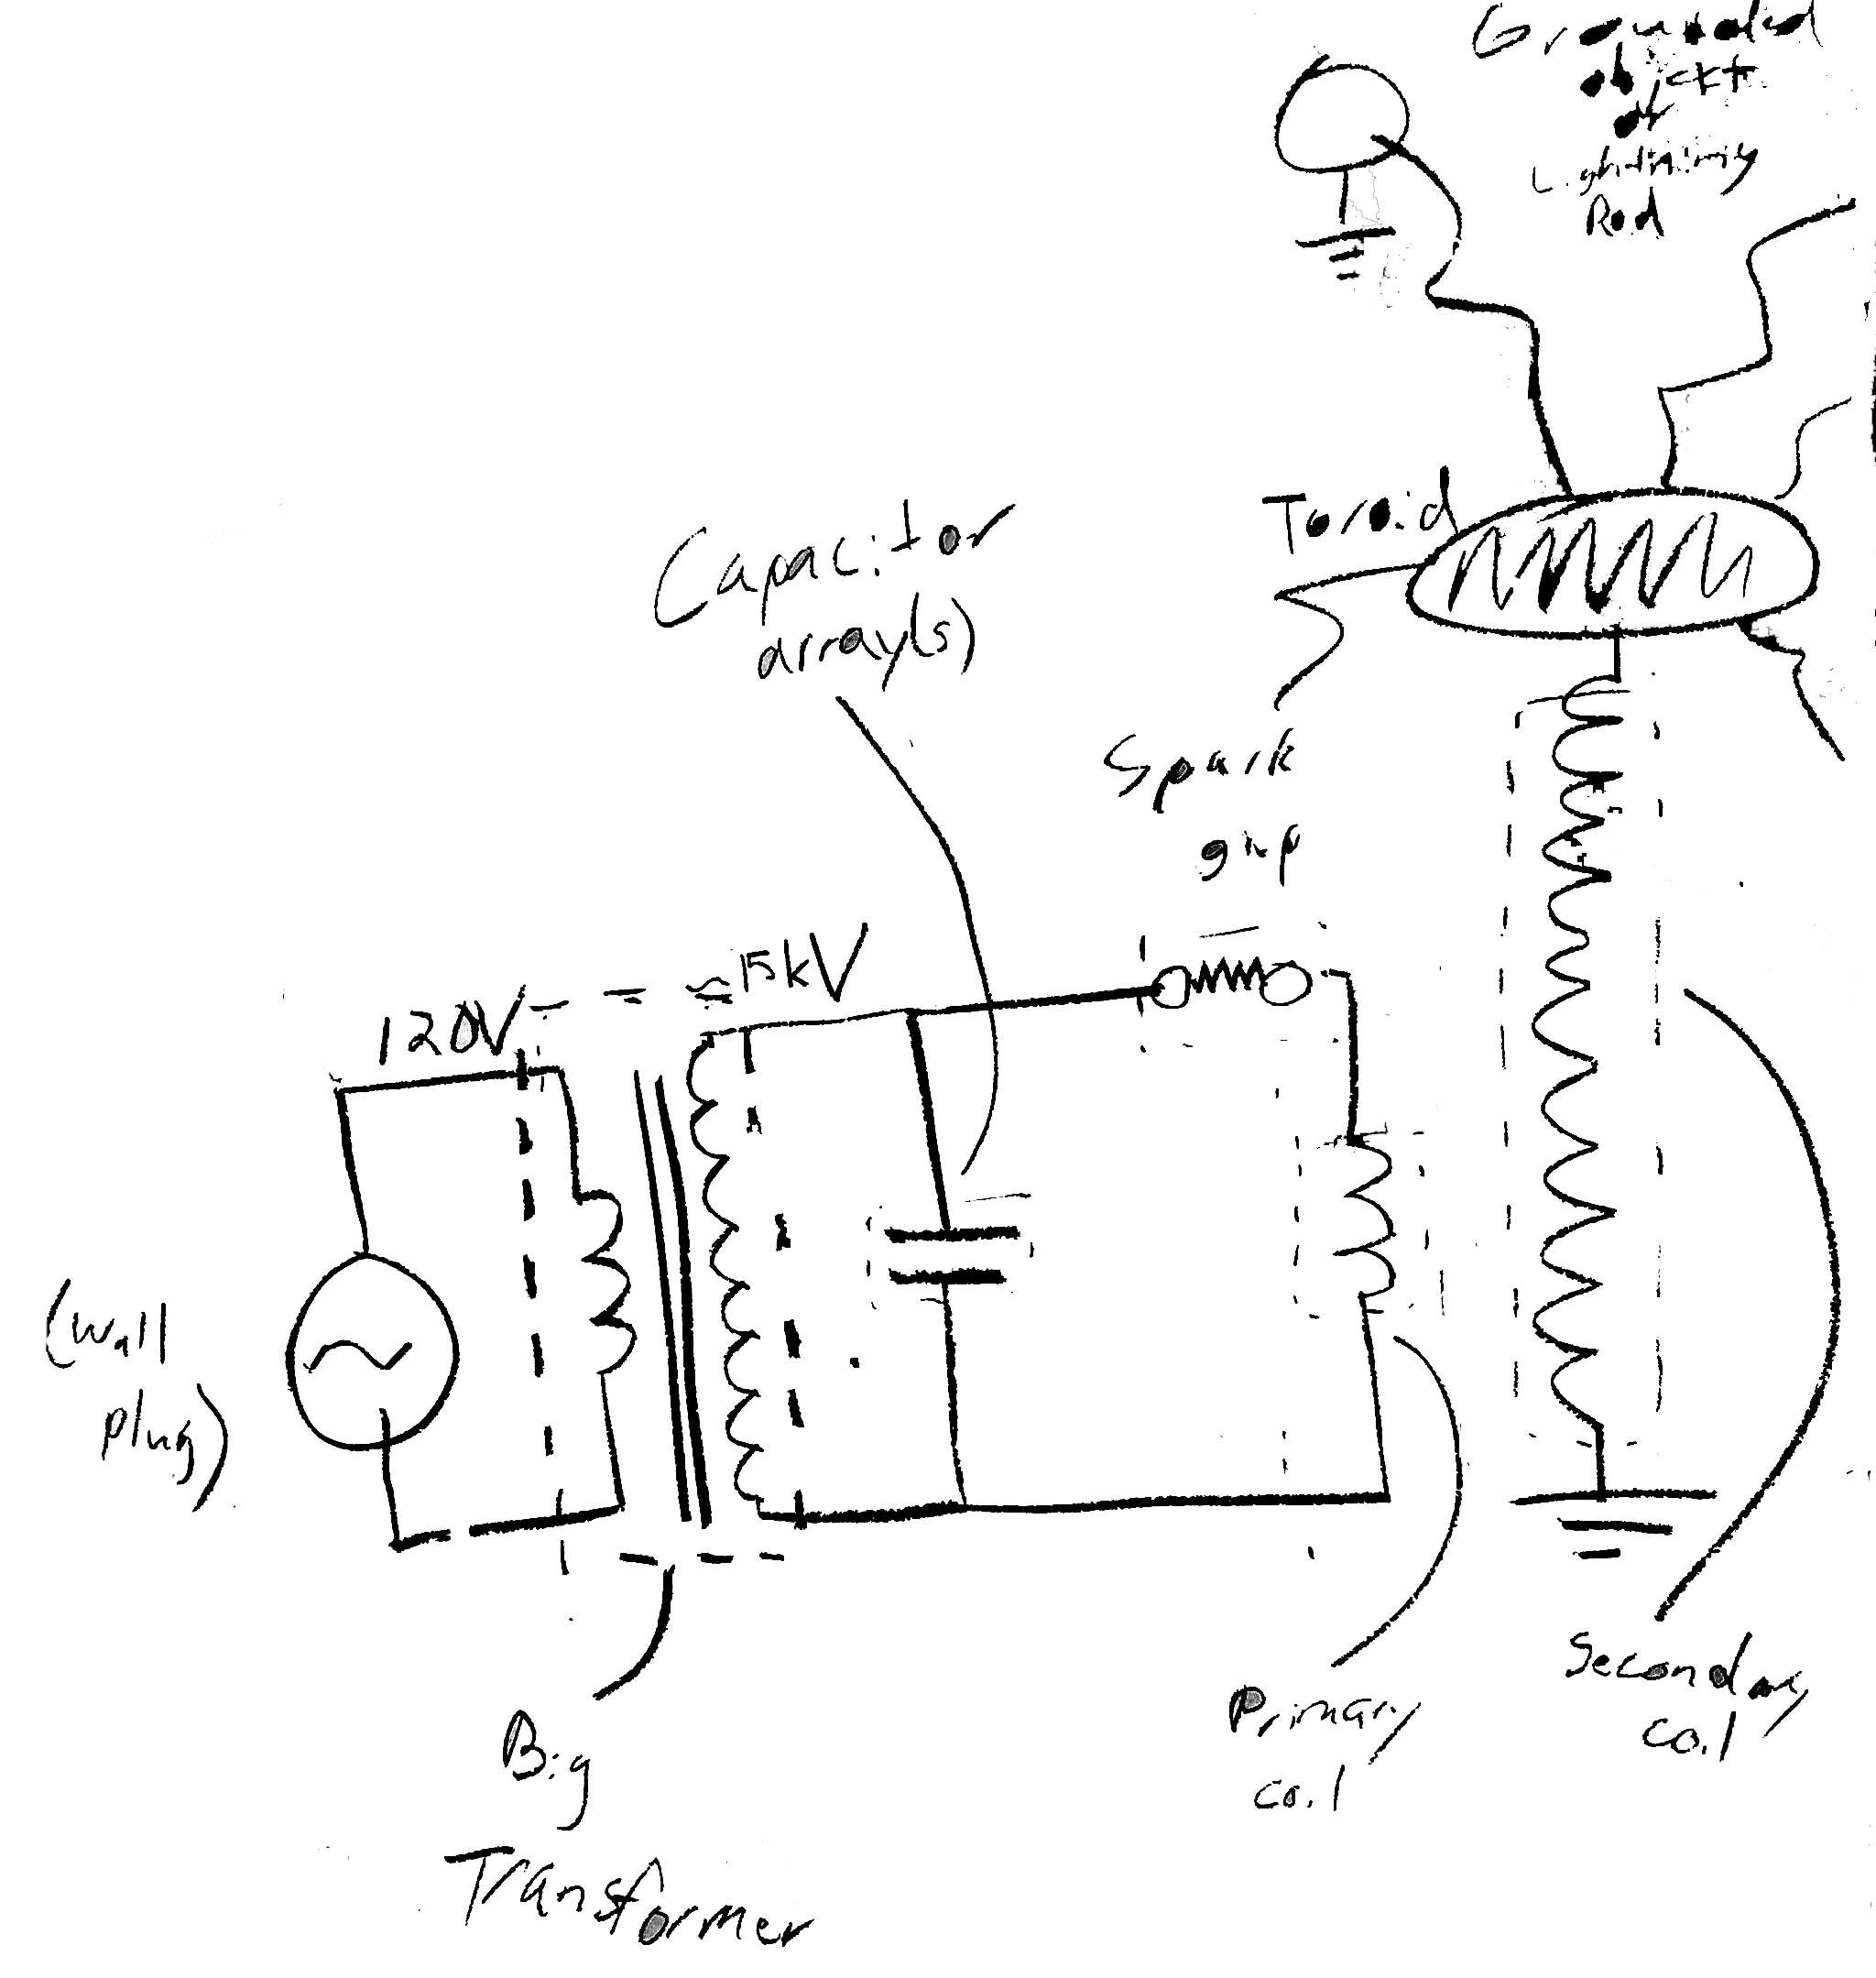 Grounded
object
or
Lightning
Rod
Toroid
Capacitor
array(s)
Spark
gap
≈15kV
120V
(wall
plug)
Big
Transformer
Primary
coil
Secondary
coil